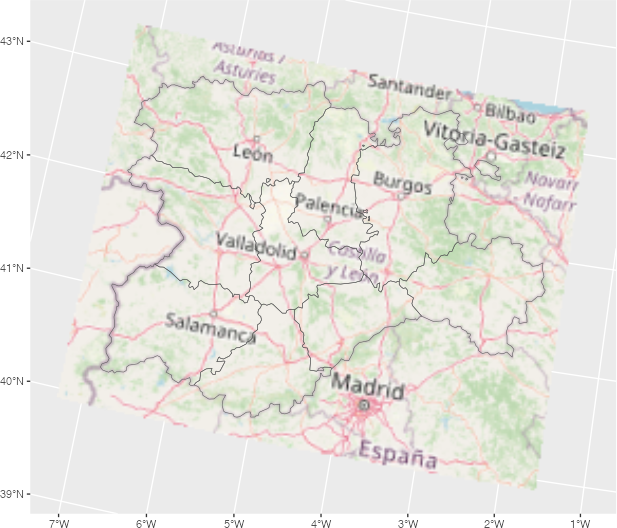 43°N
42°N
41°N
40°N
39°N
Asturias /
Asturies
Santander
Bilbao
Vitoria-Gasteiz
León
Navarr
Nafarr
Burgos
Palencia
Valladolid
Castilla
y León
Salamanca
Madrid
España
7°W 6°W 5°W 4°W 3°W 2°W 1°W